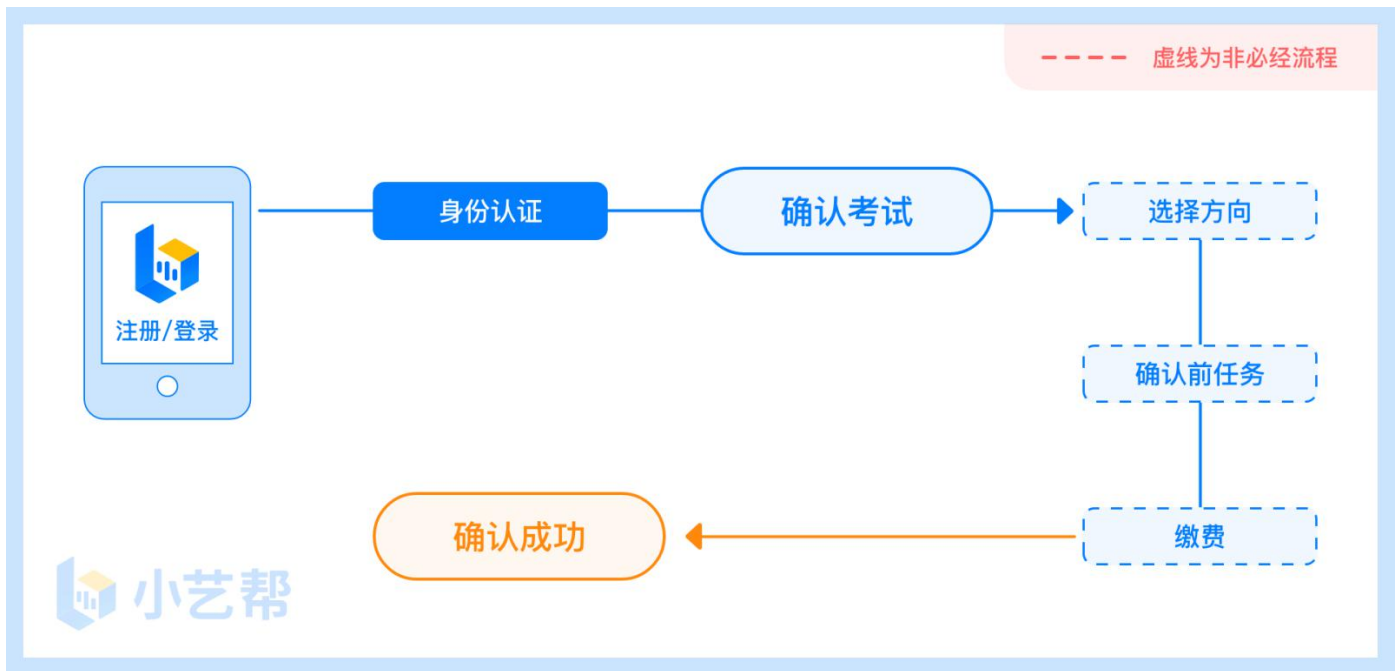 虚线为非必经流程
身份认证
确认考试
选择方向
注册/登录
确认前任务
确认成功
缴费
小艺帮